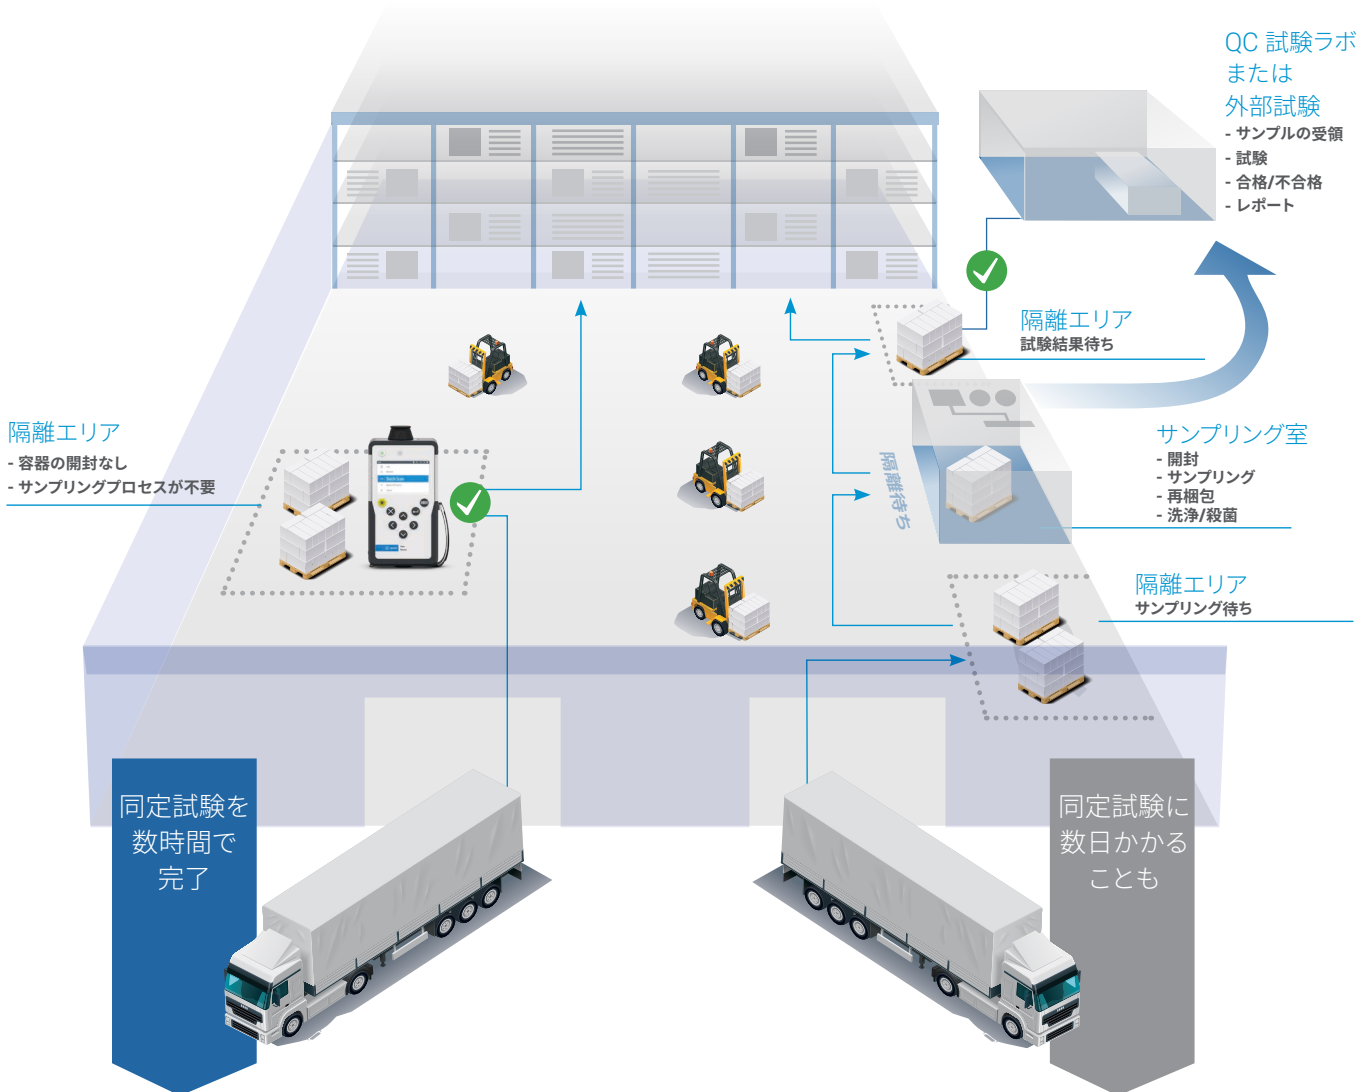 QC 試験ラボ
または
外部試験
- サンプルの受領
- 試験
- 合格/不合格
- レポート
隔離エリア
試験結果待ち
隔離エリア
- 容器の開封なし
- サンプリングプロセスが不要
サンプリング室
- 開封
- サンプリング
- 再梱包
- 洗浄/殺菌
隔離待ち
隔離エリア
サンプリング待ち
同定試験を
数時間で
完了
同定試験に
数日かかる
ことも